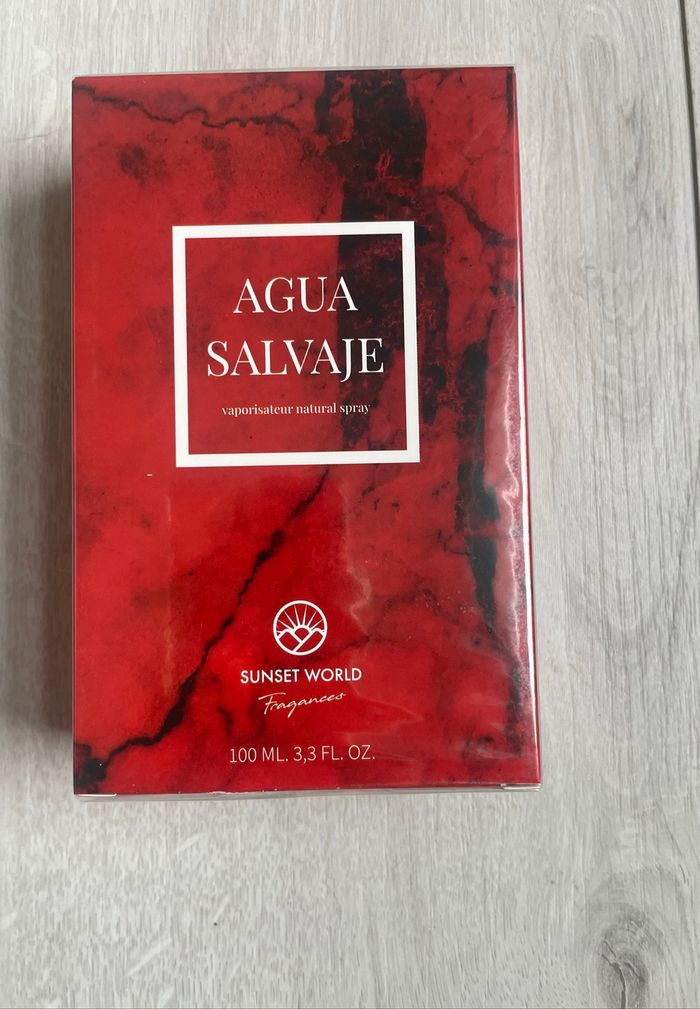 AGUA
SALVAJE
vaporisateur natural spray
SUNSET WORLD
Fragances
100 ML. 3,3 FL. OZ.